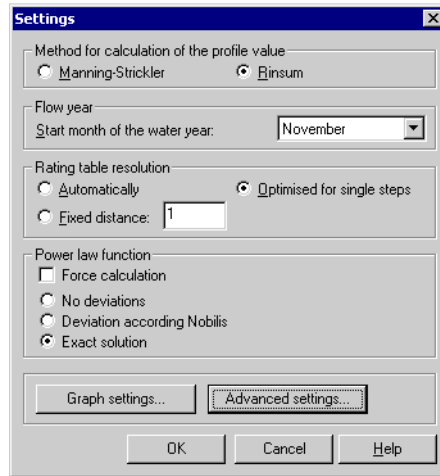 Settings
Method for calculation of the profile value
Manning-Strickler Rinsum
Flow year
Start month of the water year: November
Rating table resolution
Automatically Optimised for single steps
Fixed distance: 1
Power law function
Force calculation
No deviations
Deviation according Nobilis
Exact solution
Graph settings... Advanced settings...
OK Cancel Help